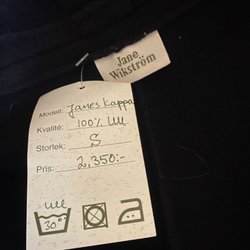 Jane
Wikström
Modell: Janes Kappa
Kvalité: 100% Ull
Storlek: S
Pris: 2,350:-
Ull
30°